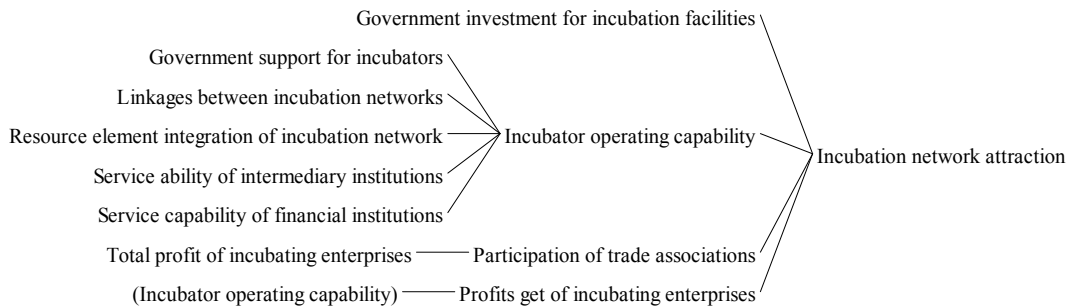 Government investment for incubation facilities
Government support for incubators
Linkages between incubation networks
Resource element integration of incubation network
Incubator operating capability
Incubation network attraction
Service ability of intermediary institutions
Service capability of financial institutions
Total profit of incubating enterprises
Participation of trade associations
(Incubator operating capability)
Profits get of incubating enterprises